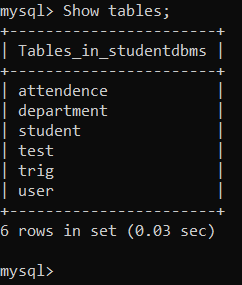 mysql> Show tables;
+-----------------------+
| Tables_in_studentdbms |
+-----------------------+
| attendence            |
| department            |
| student               |
| test                  |
| trig                  |
| user                  |
+-----------------------+
6 rows in set (0.03 sec)
mysql>